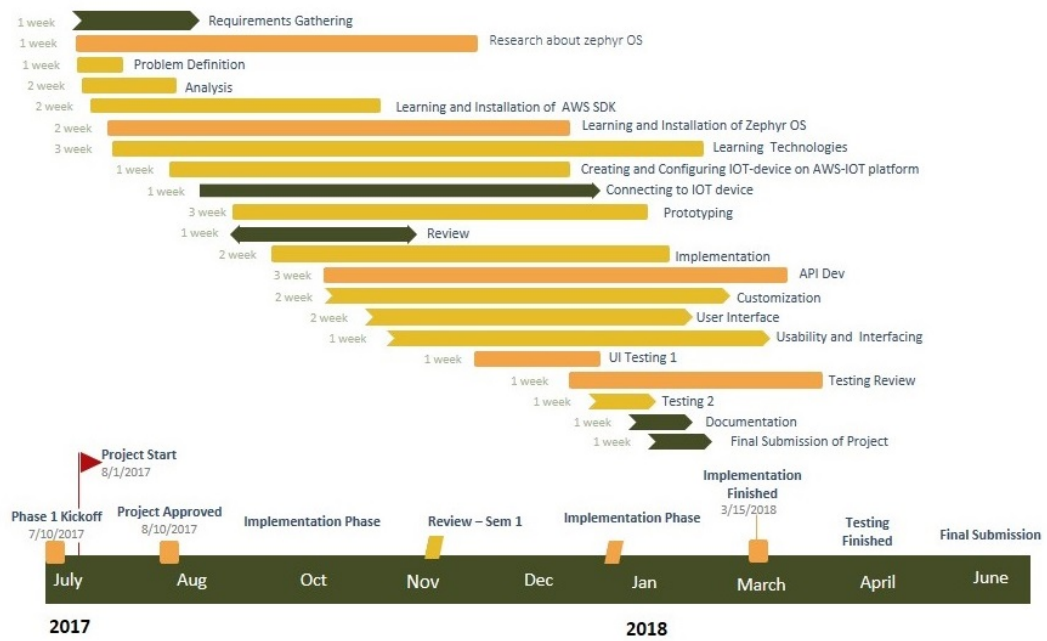 1 week Requirements Gathering
1 week Research about zephyr OS
1 week Problem Definition
2 week Analysis
2 week Learning and Installation of AWS SDK
2 week Learning and Installation of Zephyr OS
3 week Learning Technologies
1 week Creating and Configuring IOT-device on AWS-IOT platform
1 week Connecting to IOT device
3 week Prototyping
1 week Review
2 week Implementation
3 week API Dev
2 week Customization
2 week User Interface
1 week Usability and Interfacing
1 week UI Testing 1
1 week Testing Review
1 week Testing 2
1 week Documentation
1 week Final Submission of Project
Project Start
8/1/2017
Phase 1 Kickoff
7/10/2017
Project Approved
8/10/2017
Implementation Phase
Review – Sem 1
Implementation Phase
Implementation
Finished
3/15/2018
Testing
Finished
Final Submission
July Aug Oct Nov Dec Jan March April June
2017 2018